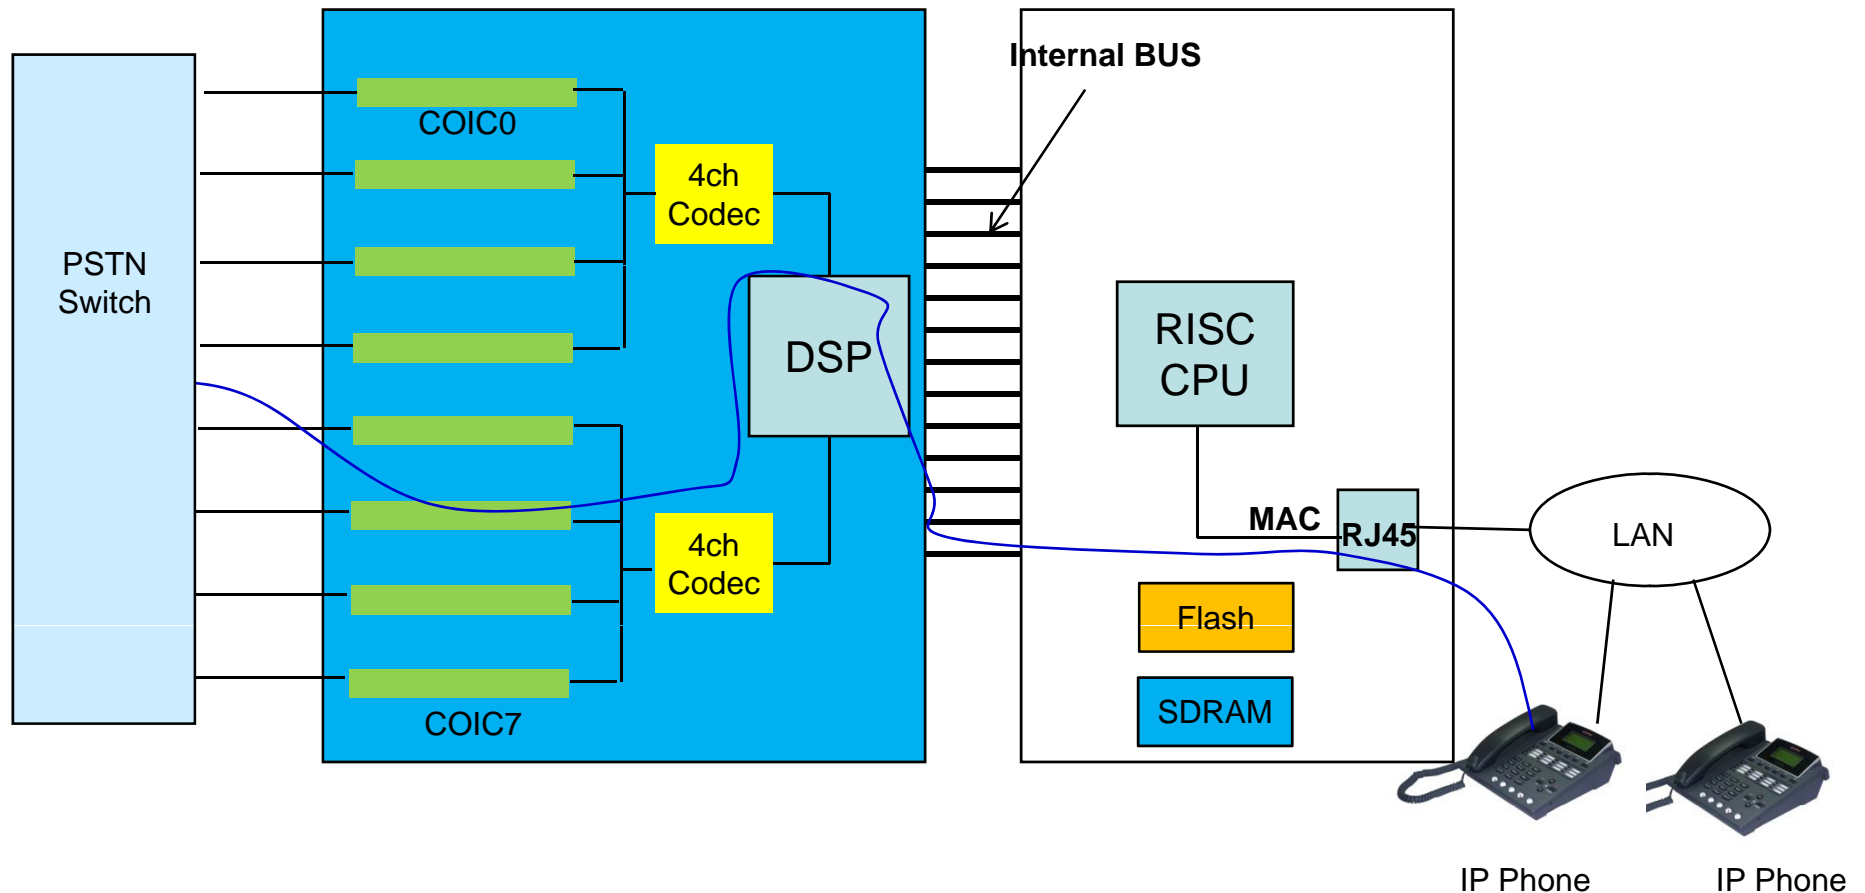 Internal BUS
COIC0
4ch
Codec
PSTN
Switch
DSP
RISC
CPU
MAC
RJ45
LAN
4ch
Codec
Flash
SDRAM
COIC7
IP Phone
IP Phone